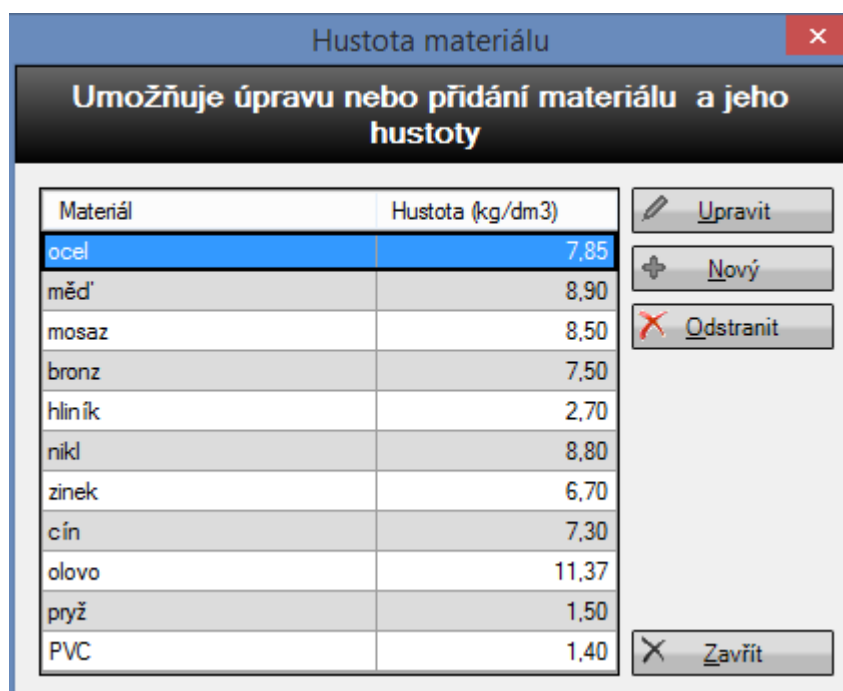 Hustota materiálu
Umožňuje úpravu nebo přidání materiálu a jeho
hustoty
Materiál Hustota (kg/dm3)
ocel 7,85
měď 8,90
mosaz 8,50
bronz 7,50
hliník 2,70
nikl 8,80
zinek 6,70
cín 7,30
olovo 11,37
pryž 1,50
PVC 1,40
Upravit
Nový
Odstranit
Zavřít